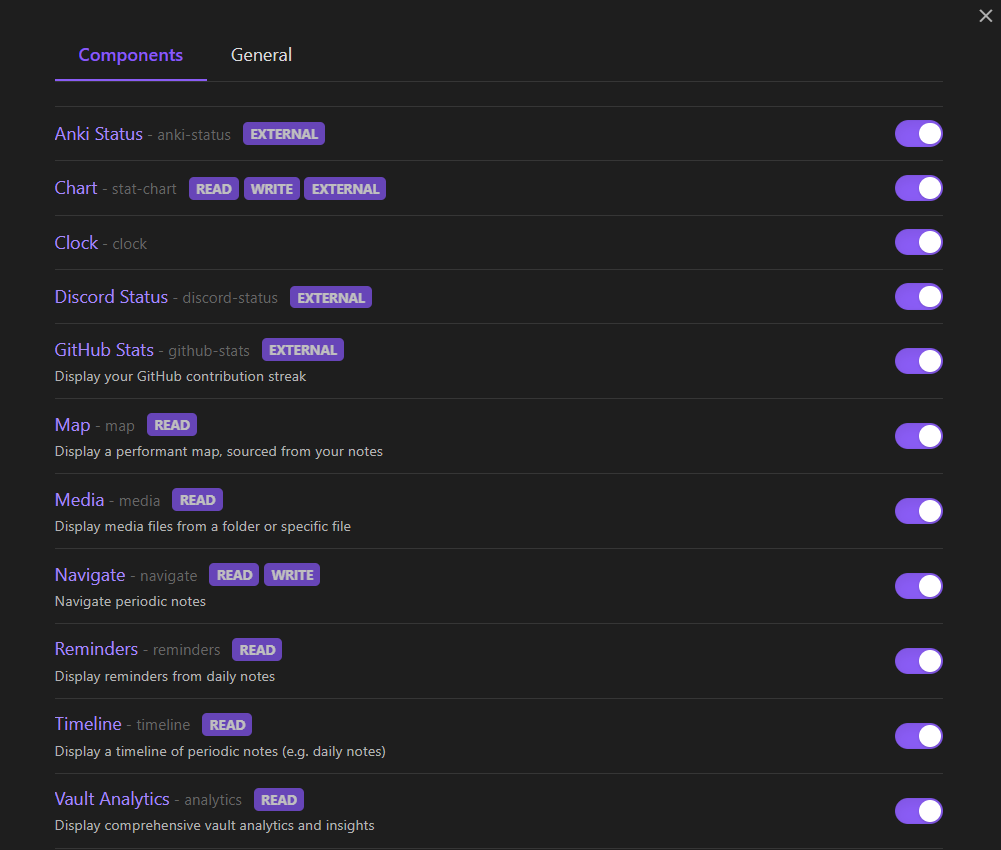 Components General
Anki Status - anki-status EXTERNAL
Chart - stat-chart READ WRITE EXTERNAL
Clock - clock
Discord Status - discord-status EXTERNAL
GitHub Stats - github-stats EXTERNAL
Display your GitHub contribution streak
Map - map READ
Display a performant map, sourced from your notes
Media - media READ
Display media files from a folder or specific file
Navigate - navigate READ WRITE
Navigate periodic notes
Reminders - reminders READ
Display reminders from daily notes
Timeline - timeline READ
Display a timeline of periodic notes (e.g. daily notes)
Vault Analytics - analytics READ
Display comprehensive vault analytics and insights